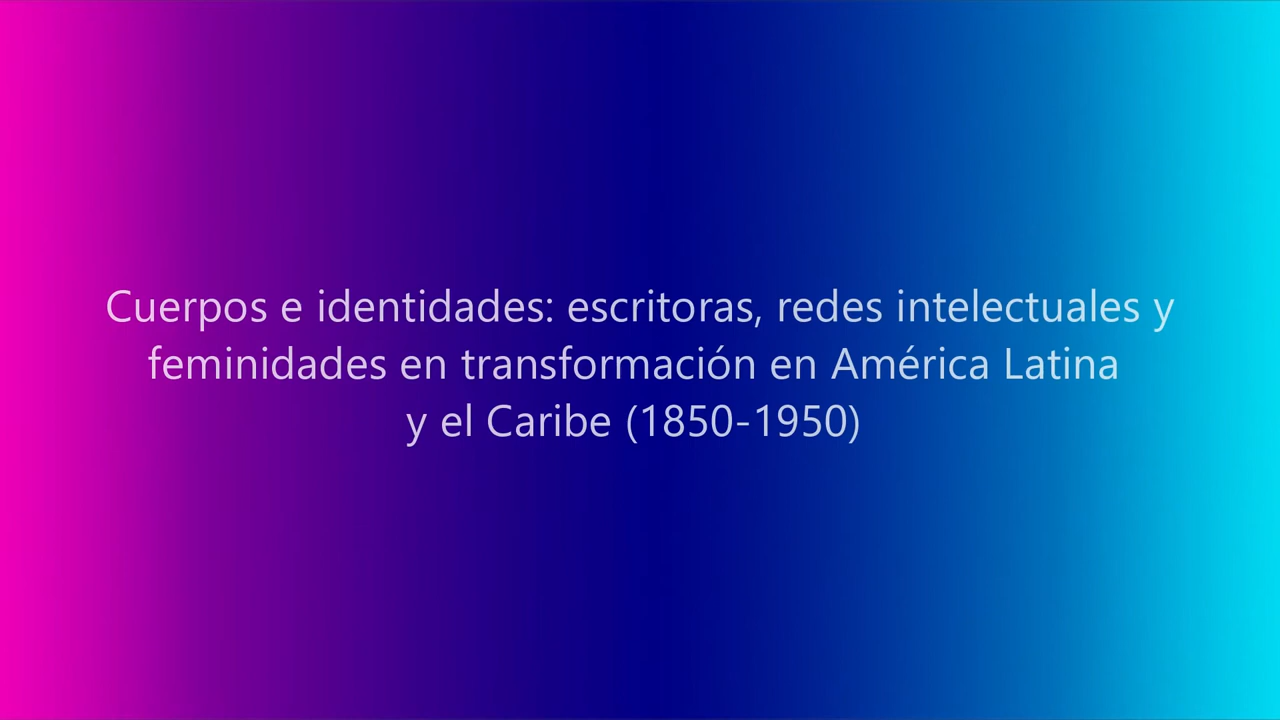 Cuerpos e identidades: escritoras, redes intelectuales y
feminidades en transformación en América Latina
y el Caribe (1850-1950)